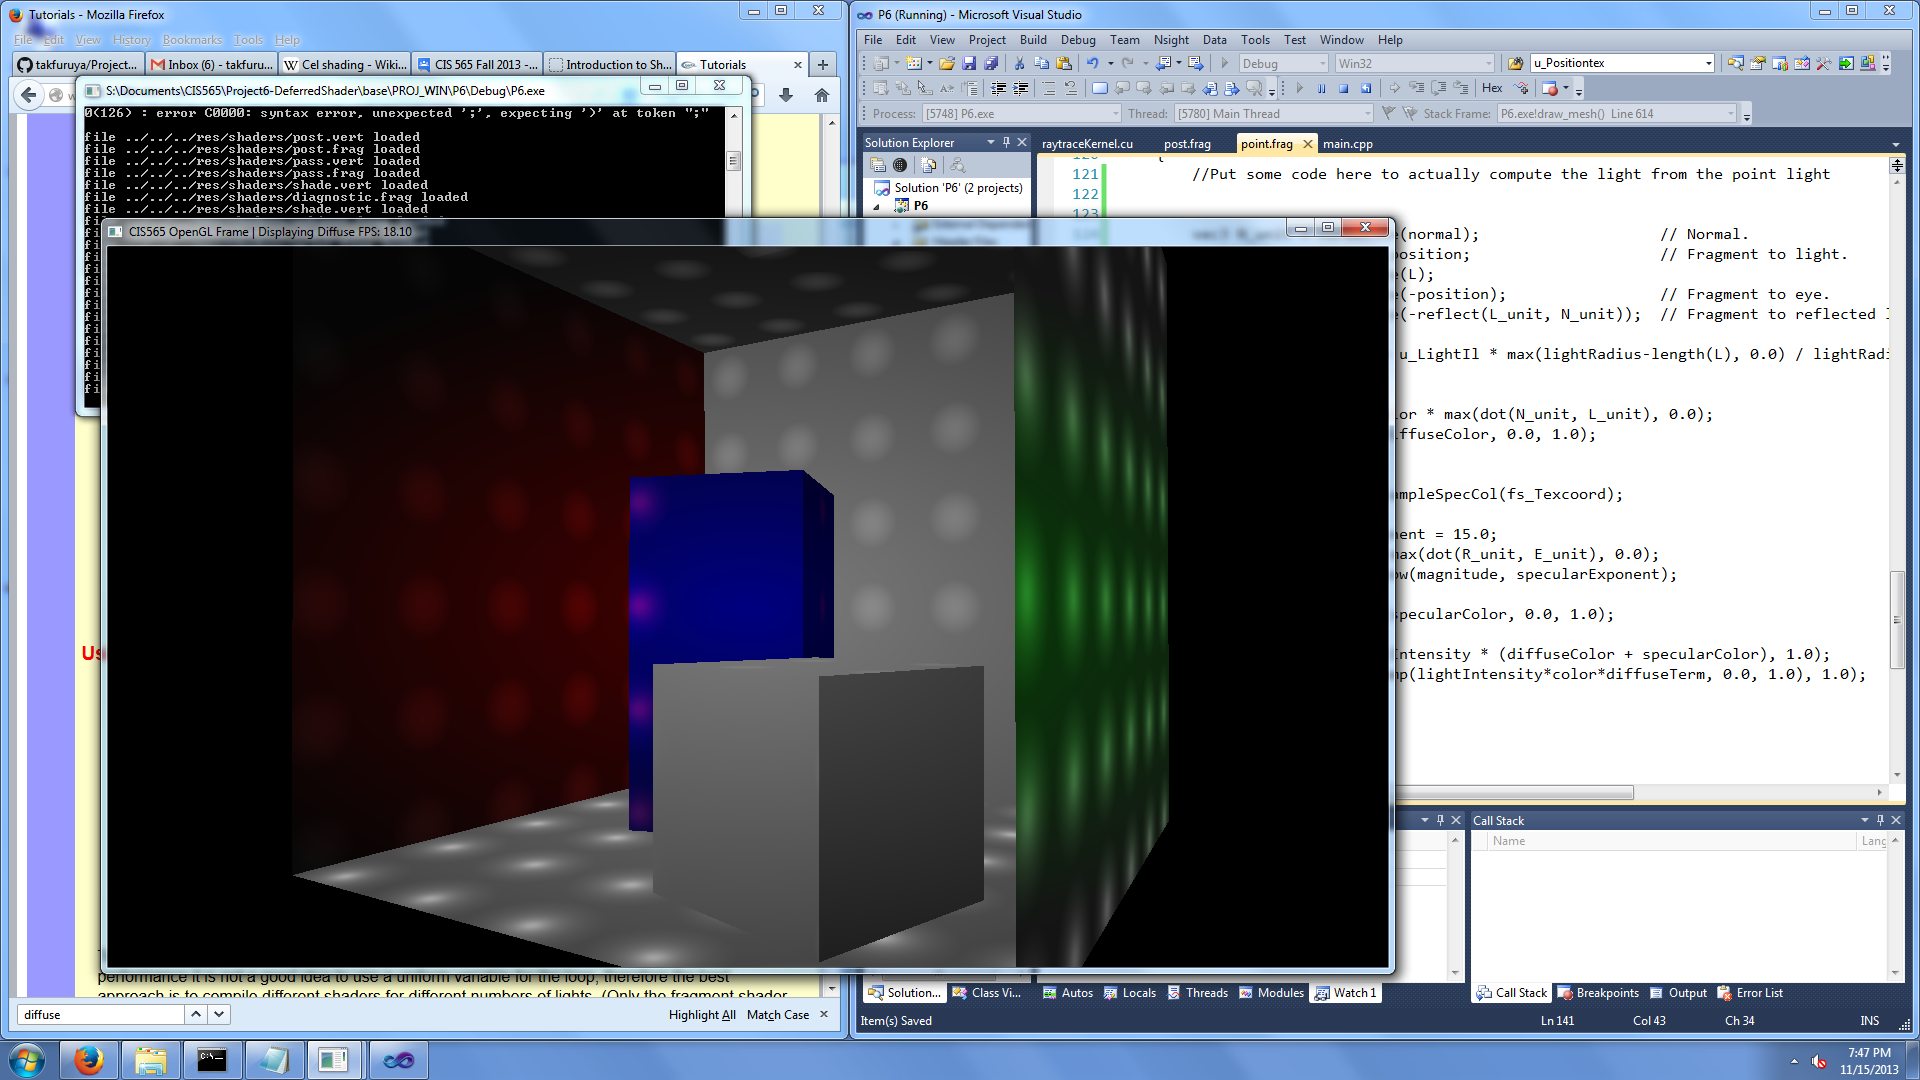 Tutorials - Mozilla Firefox
File Edit View History Bookmarks Tools Help
takfuruya/Project... Inbox (6) - takfuru... Cel shading - Wiki... CIS 565 Fall 2013 -... Introduction to Sh... Tutorials
S:\Documents\CIS565\Project6-DeferredShader\base\PROJ_WIN\P6\Debug\P6.exe
0(126) : error C0000: syntax error, unexpected ';', expecting ')' at token ";"
file ../../../res/shaders/post.vert loaded
file ../../../res/shaders/post.frag loaded
file ../../../res/shaders/pass.vert loaded
file ../../../res/shaders/pass.frag loaded
file ../../../res/shaders/shade.vert loaded
file ../../../res/shaders/diagnostic.frag loaded
file ../../../res/shaders/shade.vert loaded
CIS565 OpenGL Frame | Displaying Diffuse FPS: 18.10
Us
performance it is not a good idea to use a uniform variable for the loop, therefore the best
approach is to compile different shaders for different numbers of lights. (Only the fragment shader
diffuse Highlight All Match Case
P6 (Running) - Microsoft Visual Studio
File Edit View Project Build Debug Team Nsight Data Tools Test Window Help
Debug Win32 u_Positiontex
Hex
Process: [5748] P6.exe Thread: [5780] Main Thread Stack Frame: P6.exe!draw_mesh() Line 614
Solution Explorer
Solution 'P6' (2 projects)
P6
raytraceKernel.cu post.frag point.frag main.cpp
121 //Put some code here to actually compute the light from the point light
122
123
e(normal); // Normal.
position; // Fragment to light.
e(L);
e(-position); // Fragment to eye.
e(-reflect(L_unit, N_unit)); // Fragment to reflected l
u_LightIl * max(lightRadius-length(L), 0.0) / lightRadi
lor * max(dot(N_unit, L_unit), 0.0);
iffuseColor, 0.0, 1.0);
ampleSpecCol(fs_Texcoord);
nent = 15.0;
max(dot(R_unit, E_unit), 0.0);
ow(magnitude, specularExponent);
specularColor, 0.0, 1.0);
Intensity * (diffuseColor + specularColor), 1.0);
mp(lightIntensity*color*diffuseTerm, 0.0, 1.0), 1.0);
Call Stack
Name Lang
Solution... Class Vi... Autos Locals Threads Modules Watch 1 Call Stack Breakpoints Output Error List
Item(s) Saved Ln 141 Col 43 Ch 34 INS
7:47 PM
11/15/2013